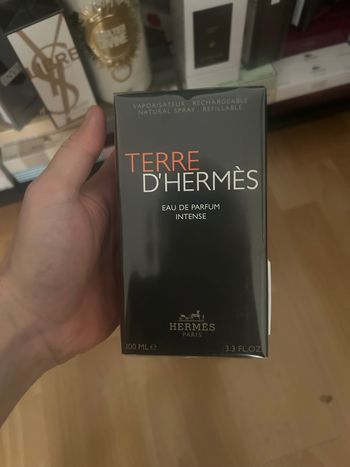 VAPORISATEUR . RECHARGEABLE
NATURAL SPRAY . REFILLABLE
TERRE
D'HERMÈS
EAU DE PARFUM
INTENSE
HERMÈS
PARIS
100 ML e
3.3 FL.OZ